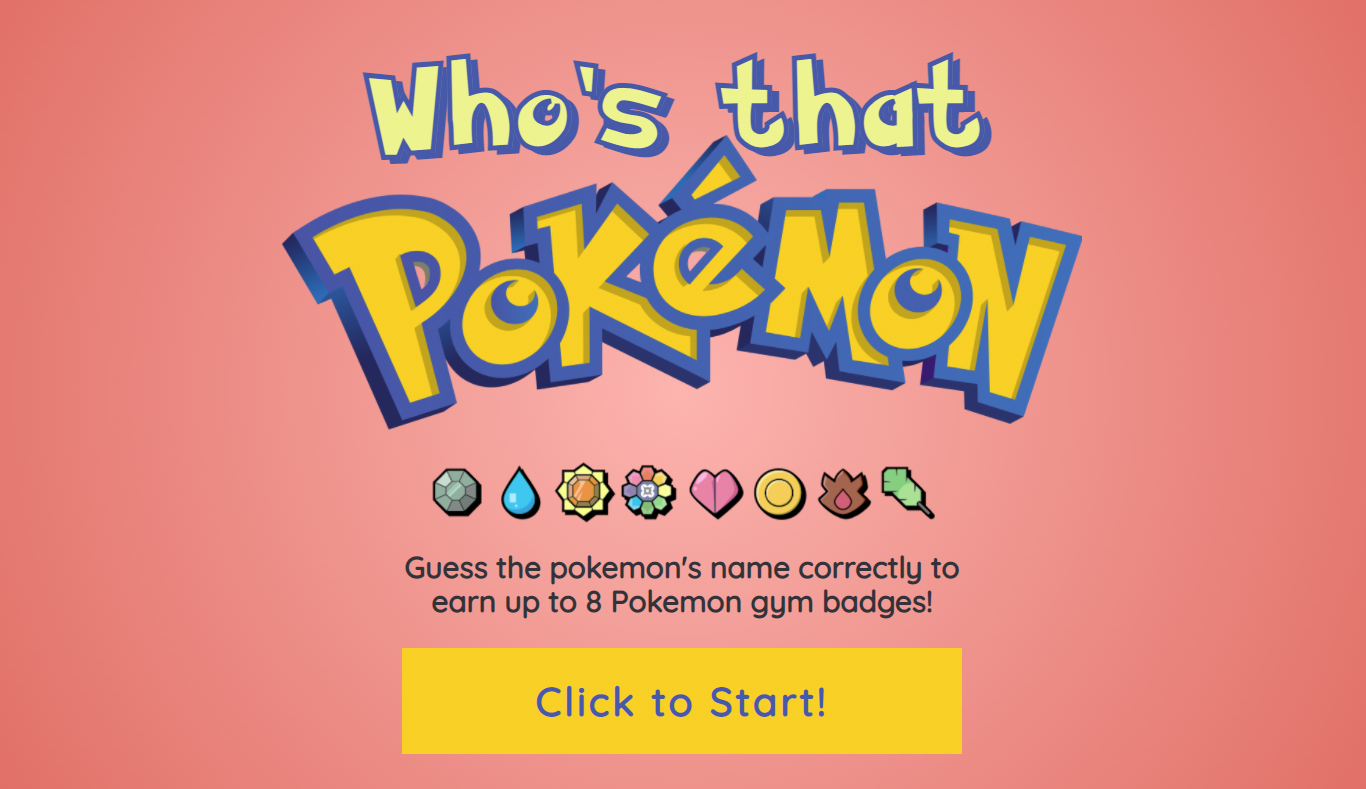 Who's that
POKéMON
Guess the pokemon's name correctly to
earn up to 8 Pokemon gym badges!
Click to Start!